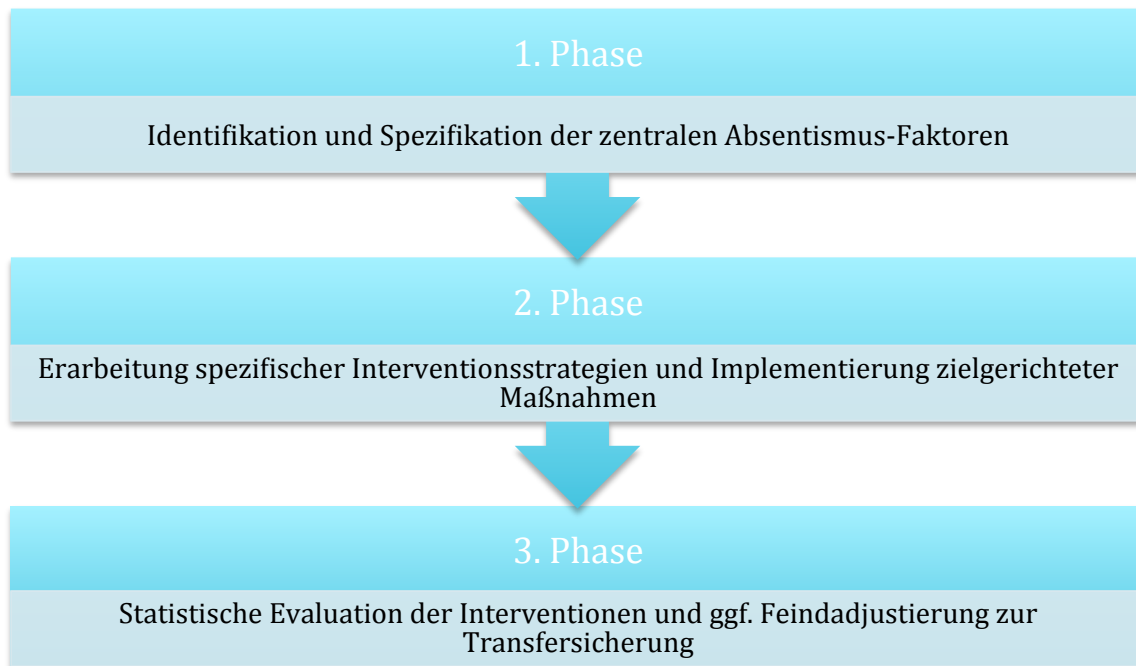 1. Phase
Identifikation und Spezifikation der zentralen Absentismus-Faktoren
2. Phase
Erarbeitung spezifischer Interventionsstrategien und Implementierung zielgerichteter
Maßnahmen
3. Phase
Statistische Evaluation der Interventionen und ggf. Feindadjustierung zur
Transfersicherung